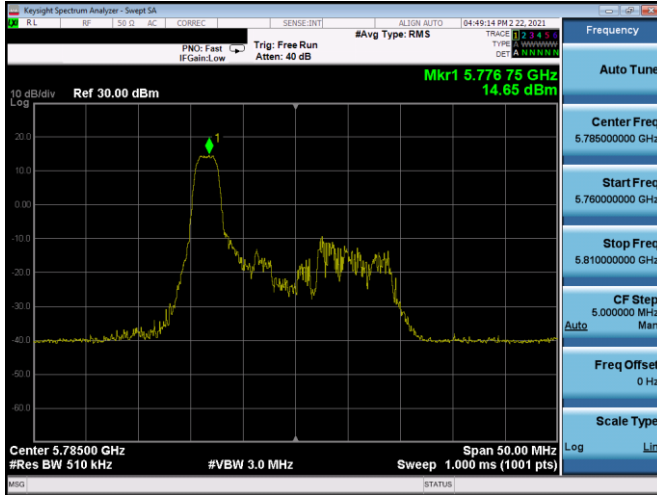 Keysight Spectrum Analyzer - Swept SA
RL RF 50 Ω AC CORREC SENSE:INT ALIGN AUTO 04:49:14 PM 2 22, 2021
#Avg Type: RMS TRACE 1 2 3 4 5 6
PNO: Fast Trig: Free Run TYPE A WWWWW
IFGain:Low Atten: 40 dB DET A N N N N N
Mkr1 5.776 75 GHz
14.65 dBm
10 dB/div Ref 30.00 dBm
Log
1
20.0
10.0
0.00
-10.0
-20.0
-30.0
-40.0
-50.0
-60.0
Center 5.78500 GHz Span 50.00 MHz
#Res BW 510 kHz #VBW 3.0 MHz Sweep 1.000 ms (1001 pts)
MSG STATUS
Frequency
Auto Tune
Center Freq
5.785000000 GHz
Start Freq
5.760000000 GHz
Stop Freq
5.810000000 GHz
CF Step
5.000000 MHz
Auto Man
Freq Offset
0 Hz
Scale Type
Log Lin